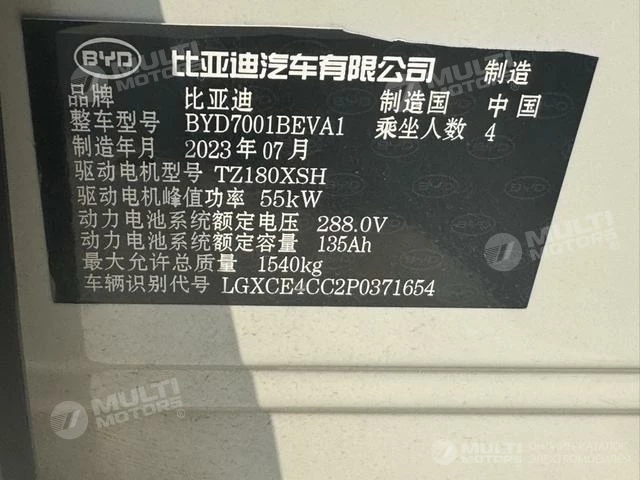 BYD 比亚迪汽车有限公司 制造
品牌 比亚迪 制造国 中国
整车型号 BYD7001BEVA1 乘坐人数 4
制造年月 2023年07月
驱动电机型号 TZ180XSH
驱动电机峰值功率 55kW
动力电池系统额定电压 288.0V
动力电池系统额定容量 135Ah
最大允许总质量 1540kg
车辆识别代号 LGXCE4CC2P0371654
MULTI MOTORS
MULTI MOTORS
MULTI MOTORS
MULTI MOTORS
MULTI